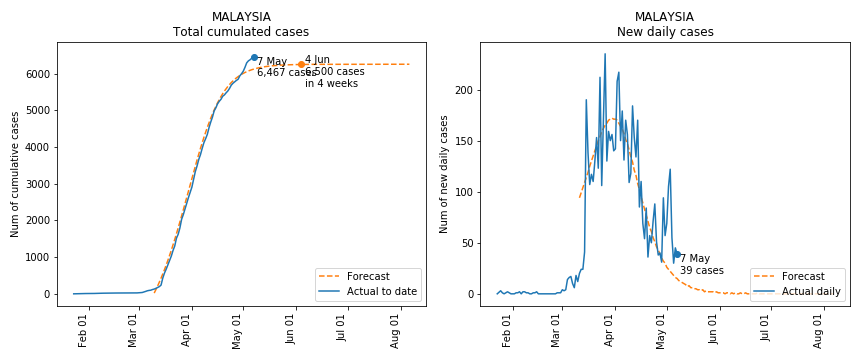 MALAYSIA
Total cumulated cases
Num of cumulative cases
6000
5000
4000
3000
2000
1000
0
7 May
6,467 cases
4 Jun
6,500 cases
in 4 weeks
Forecast
Actual to date
Feb 01
Mar 01
Apr 01
May 01
Jun 01
Jul 01
Aug 01
MALAYSIA
New daily cases
Num of new daily cases
200
150
100
50
0
7 May
39 cases
Forecast
Actual daily
Feb 01
Mar 01
Apr 01
May 01
Jun 01
Jul 01
Aug 01